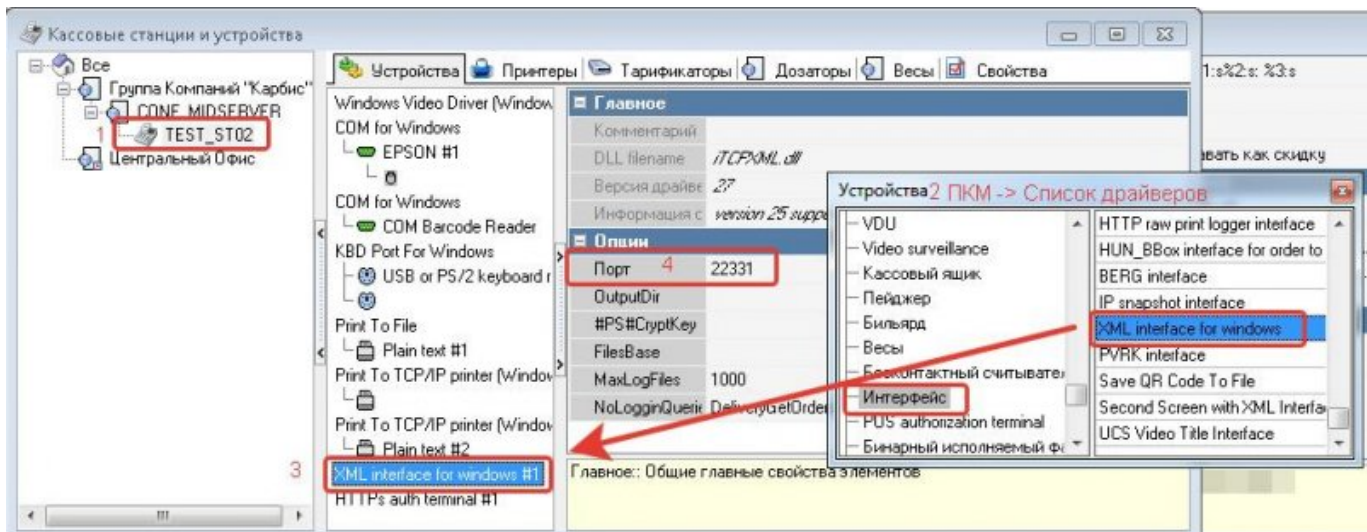 Кассовые станции и устройства
Все
Группа Компаний "Карбис"
CONF_MIDSERVER
1 TEST_ST02
Центральный Офис
Устройства Принтеры Тарификаторы Дозаторы Весы Свойства
Windows Video Driver (Window
COM for Windows
EPSON #1
COM for Windows
COM Barcode Reader
KBD Port For Windows
USB or PS/2 keyboard r
Print To File
Plain text #1
Print To TCP/IP printer (Window
Print To TCP/IP printer (Window
Plain text #2
3 XML interface for windows #1
HTTPs auth terminal #1
Главное
Комментарий
DLL filename iTCPXML.dll
Версия драйве 27
Информация с version 25 suppo
Опции
Порт 4 22331
OutputDir
#PS#CryptKey
FilesBase
MaxLogFiles 1000
NoLogginQuerie DeliveryGetOrder
Главное:: Общие главные свойства элементов
1:s%2:s: %3:s
авать как скидку
Устройства 2 ПКМ -> Список драйверов
VDU
Video surveillance
Кассовый ящик
Пейджер
Бильярд
Весы
Бесконтактный считывател
Интерфейс
POS authorization terminal
Бинарный исполняемый фа
HTTP raw print logger interface
HUN_BBox interface for order to
BERG interface
IP snapshot interface
XML interface for windows
PVRK interface
Save QR Code To File
Second Screen with XML Interfa
UCS Video Title Interface